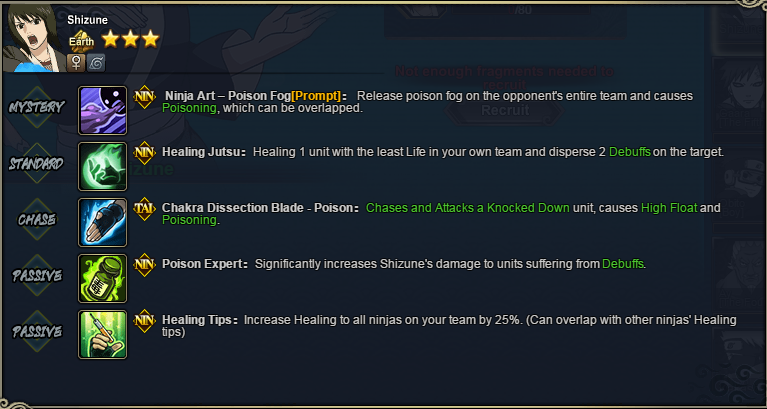 Shizune
Earth
Not enough fragments needed to
recruit
Recruit
MYSTERY
NIN
Ninja Art – Poison Fog[Prompt]： Release poison fog on the opponent's entire team and causes
Poisoning, which can be overlapped.
STANDARD
NIN
Healing Jutsu：Healing 1 unit with the least Life in your own team and disperse 2 Debuffs on the target.
CHASE
TAI
Chakra Dissection Blade - Poison：Chases and Attacks a Knocked Down unit, causes High Float and
Poisoning.
PASSIVE
NIN
Poison Expert：Significantly increases Shizune's damage to units suffering from Debuffs.
PASSIVE
NIN
Healing Tips：Increase Healing to all ninjas on your team by 25%. (Can overlap with other ninjas' Healing
tips)